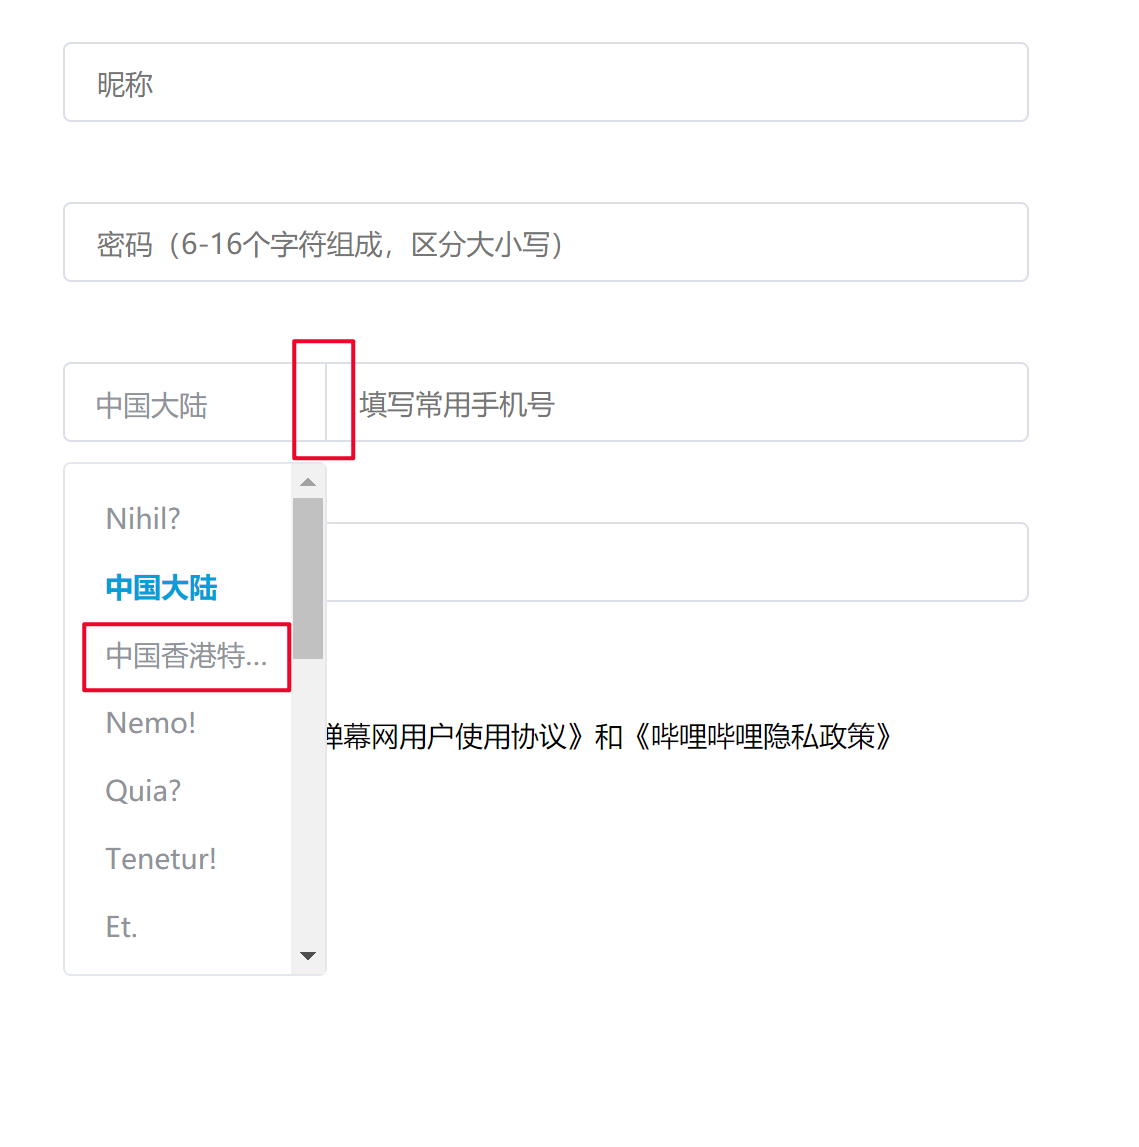 昵称
密码（6-16个字符组成，区分大小写）
中国大陆
填写常用手机号
Nihil?
中国大陆
中国香港特...
Nemo!
弹幕网用户使用协议》和《哔哩哔哩隐私政策》
Quia?
Tenetur!
Et.